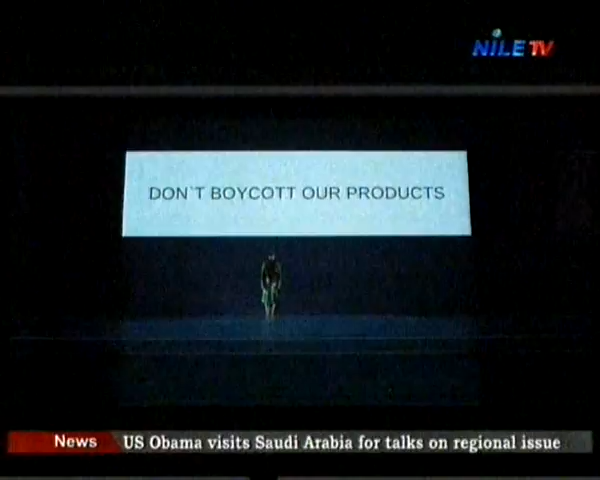 NILE TV
DON`T BOYCOTT OUR PRODUCTS
News
US Obama visits Saudi Arabia for talks on regional issue